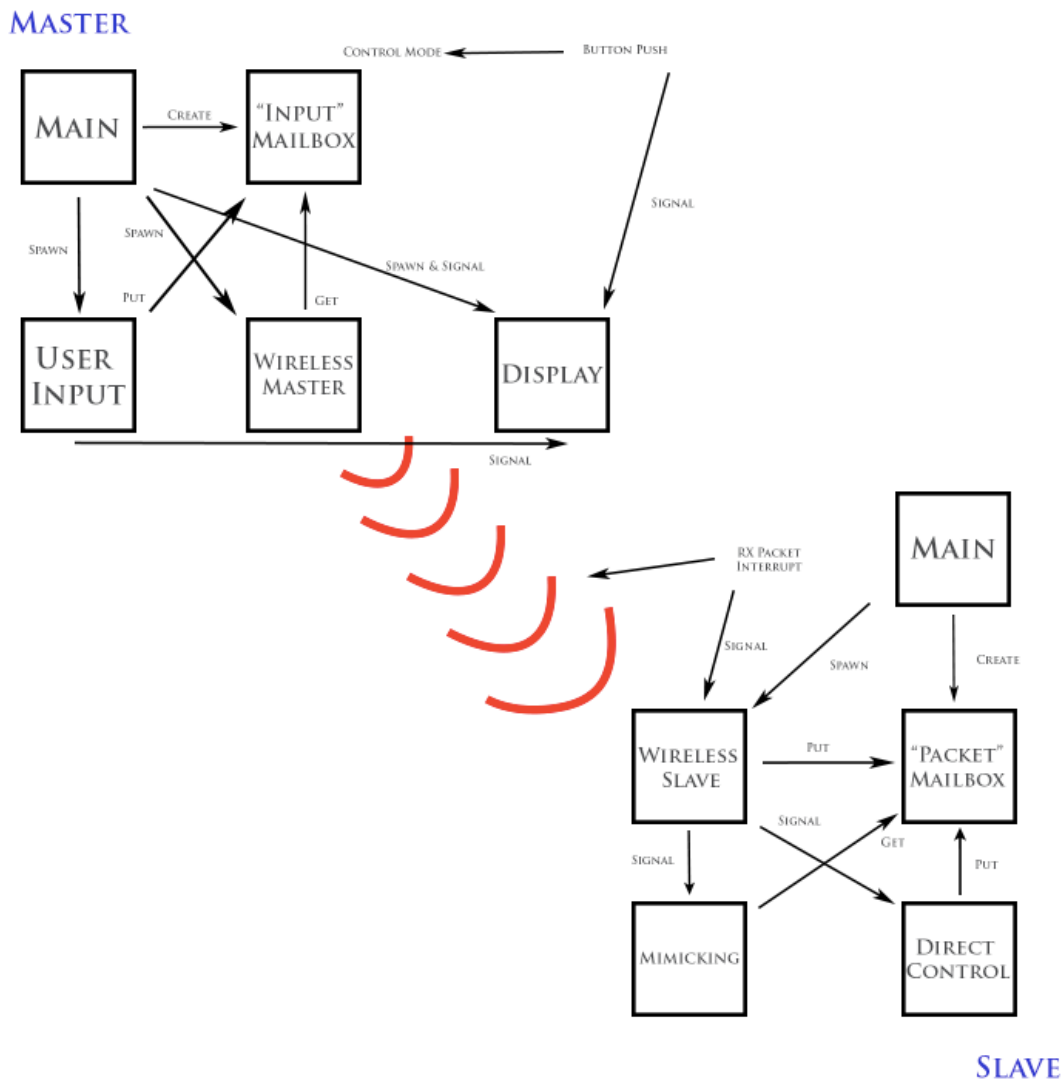 MASTER
CONTROL MODE
BUTTON PUSH
MAIN
CREATE
“INPUT”
MAILBOX
SIGNAL
SPAWN
SPAWN
SPAWN & SIGNAL
PUT
GET
USER
INPUT
WIRELESS
MASTER
DISPLAY
SIGNAL
RX PACKET
INTERRUPT
MAIN
SIGNAL
SPAWN
CREATE
WIRELESS
SLAVE
PUT
“PACKET”
MAILBOX
SIGNAL
GET
SIGNAL
PUT
MIMICKING
DIRECT
CONTROL
SLAVE